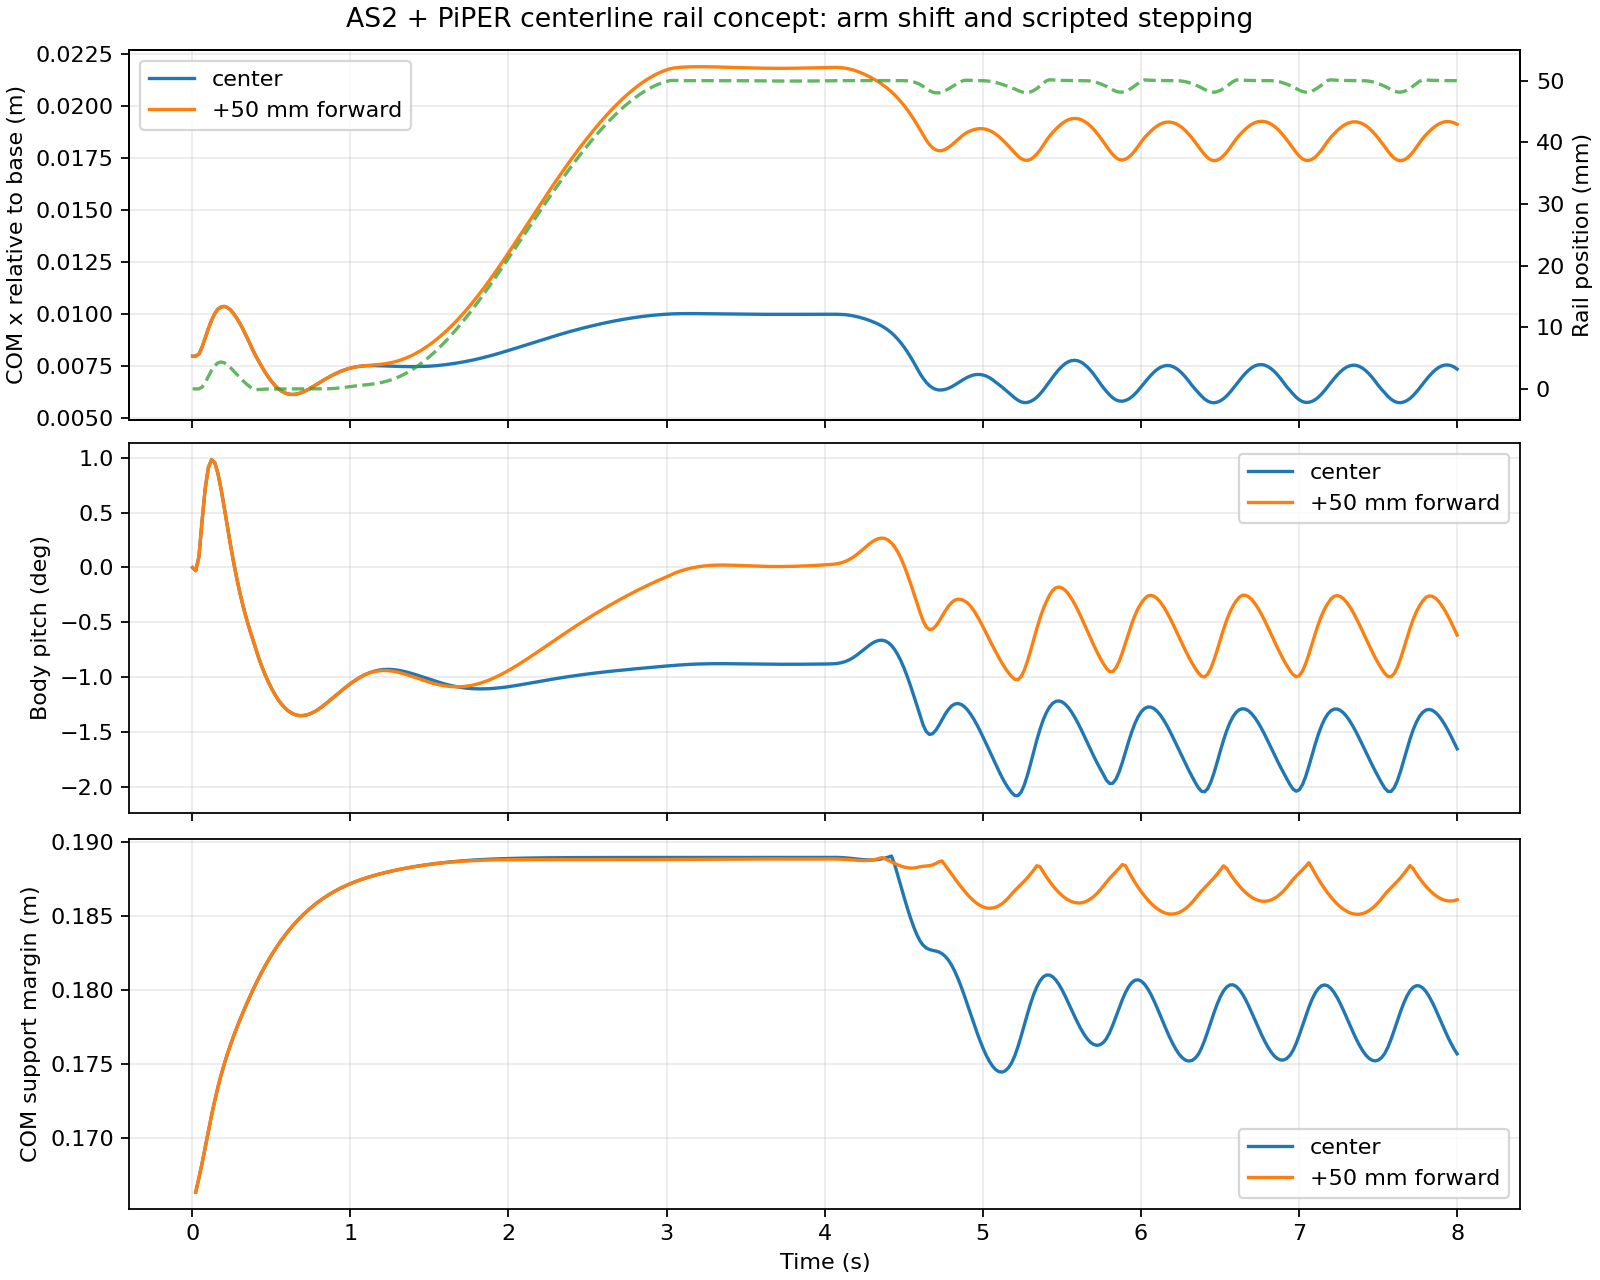 AS2 + PiPER centerline rail concept: arm shift and scripted stepping
COM x relative to base (m)
0.0225
0.0200
0.0175
0.0150
0.0125
0.0100
0.0075
0.0050
center
+50 mm forward
50
40
30
20
10
0
Rail position (mm)
Body pitch (deg)
1.0
0.5
0.0
−0.5
−1.0
−1.5
−2.0
center
+50 mm forward
COM support margin (m)
0.190
0.185
0.180
0.175
0.170
center
+50 mm forward
0 1 2 3 4 5 6 7 8
Time (s)